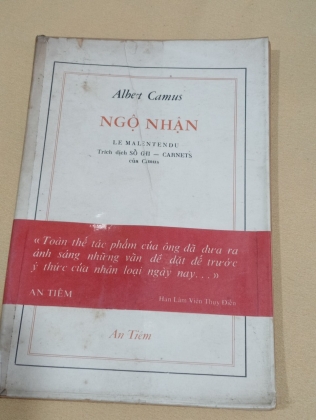 Albert Camus
NGỘ NHẬN
LE MALENTENDU
Trích dịch SỔ GHI — CARNETS
của Camus
« Toàn thể tác phẩm của ông đã đưa ra
ánh sáng những vấn đề đặt để trước
ý thức của nhân loại ngày nay. . . »
AN TIÊM
Hàn Lâm Viện Thụy Điển
An Tiêm